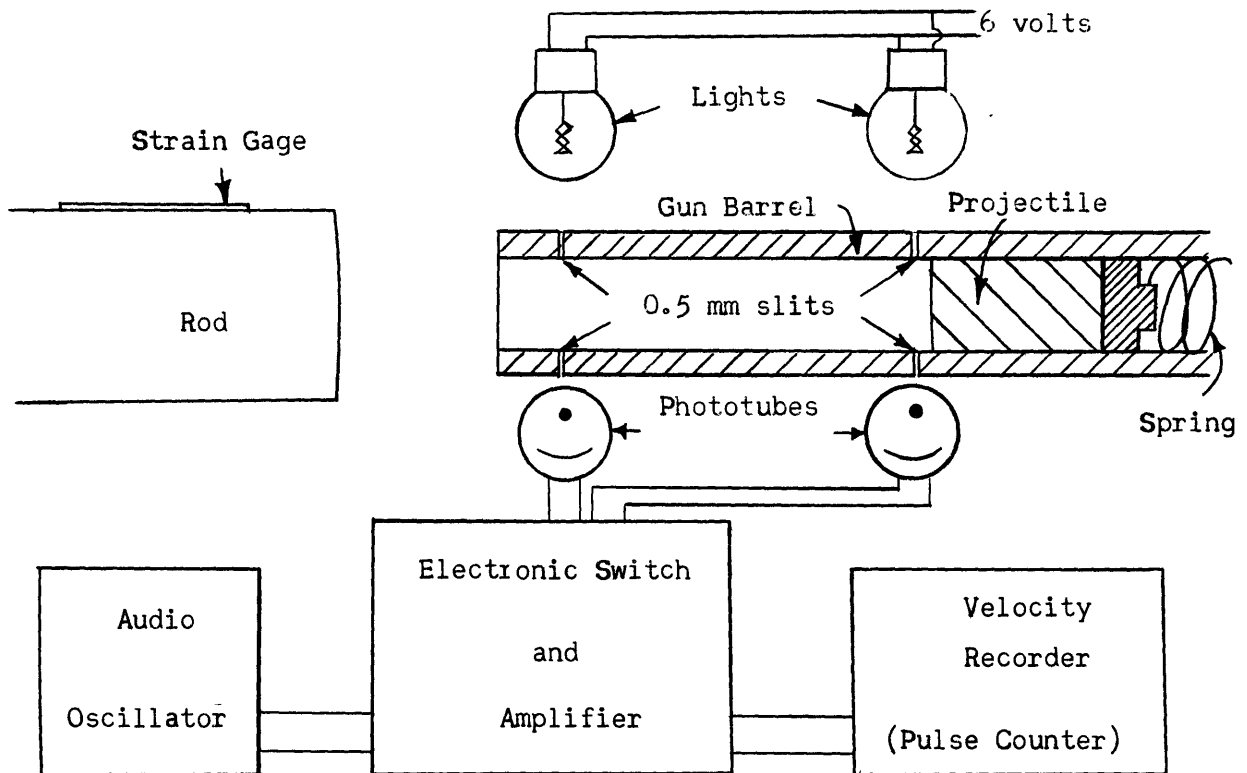 6 volts
Lights
Strain Gage
Gun Barrel
Projectile
0.5 mm slits
Rod
Phototubes
Spring
Electronic Switch
and
Amplifier
Audio
Oscillator
Velocity
Recorder
(Pulse Counter)